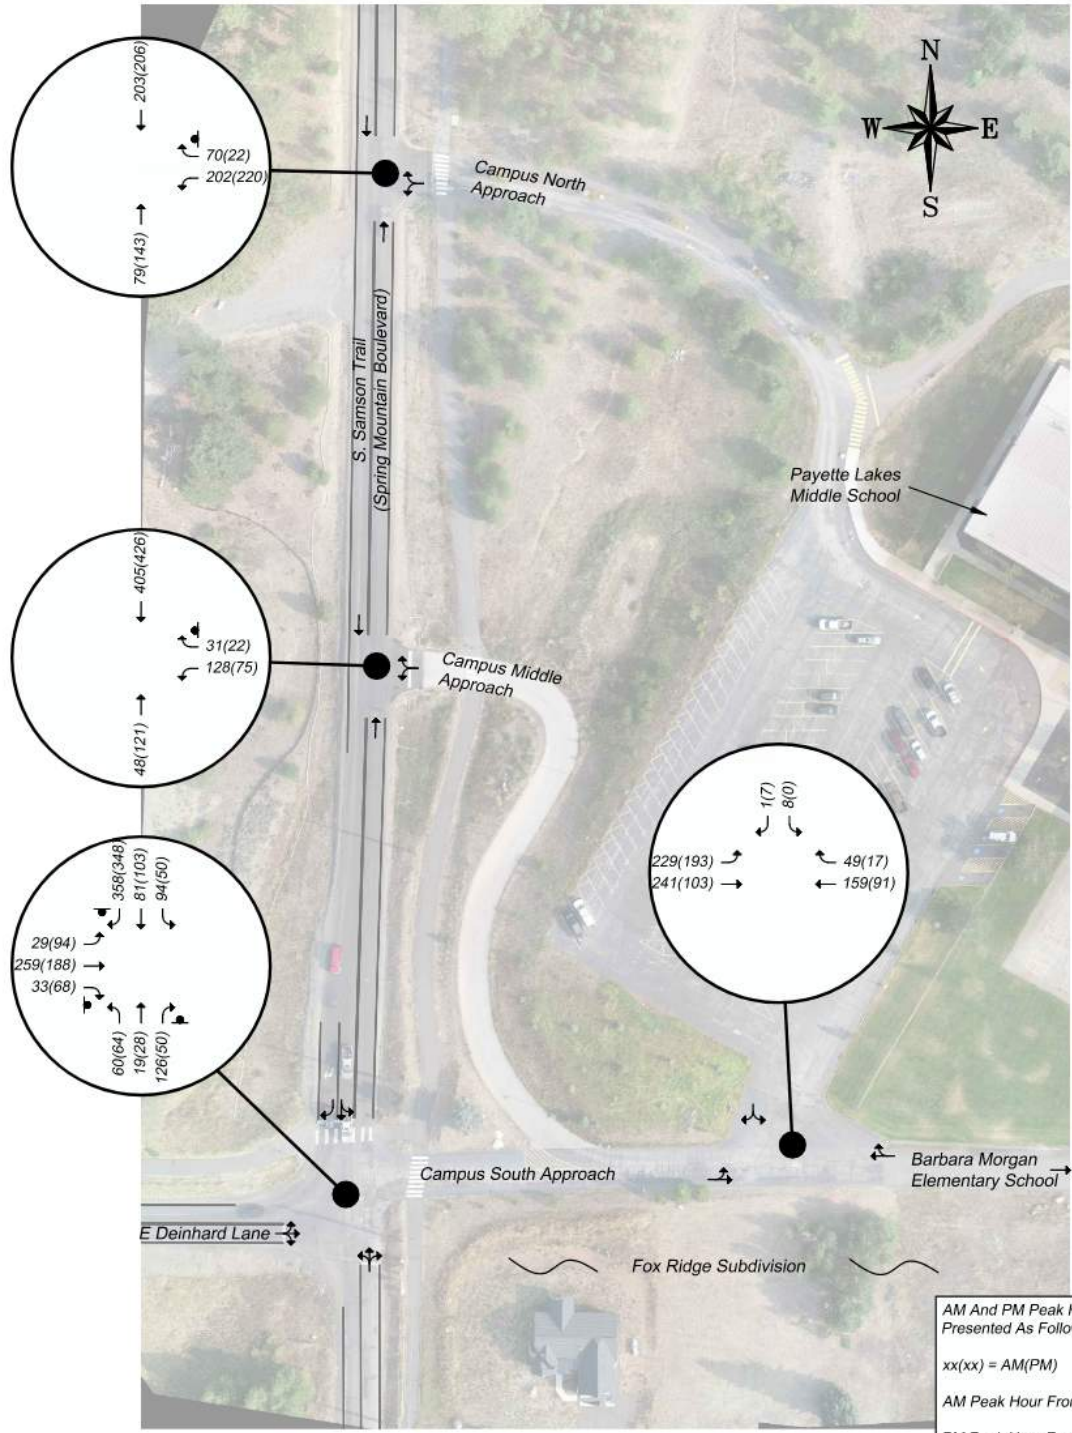 203(206)
70(22)
202(220)
79(143)
N
W
E
S
Campus North
Approach
S. Samson Trail
(Spring Mountain Boulevard)
Payette Lakes
Middle School
405(426)
31(22)
128(75)
48(121)
Campus Middle
Approach
1(7)
8(0)
229(193)
241(103)
49(17)
159(91)
358(348)
81(103)
94(50)
29(94)
259(188)
33(68)
60(64)
19(28)
126(50)
Campus South Approach
Barbara Morgan
Elementary School
E Deinhard Lane
Fox Ridge Subdivision
AM And PM Peak
Presented As
xx(xx) = AM(PM)
AM Peak Hour